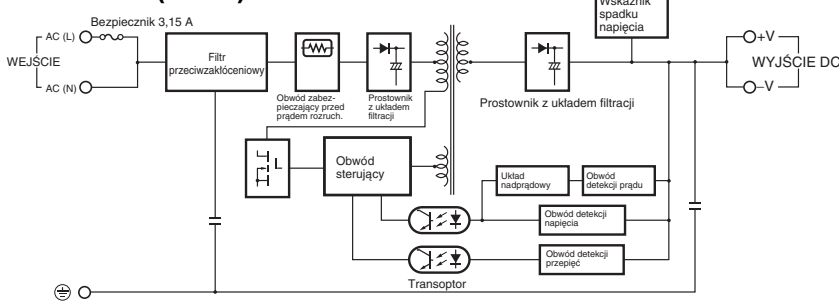 Wskaźnik
spadku
napięcia
Bezpiecznik 3,15 A
AC (L)
WEJŚCIE
AC (N)
Filtr
przeciwzakłóceniowy
Obwód zabez-
pieczający przed
prądem rozruch.
Prostownik
z układem
filtracji
Prostownik z układem filtracji
+V
WYJŚCIE DC
–V
Obwód
sterujący
Układ
nadprądowy
Obwód
detekcji prądu
Obwód detekcji
napięcia
Obwód detekcji
przepięć
Transoptor